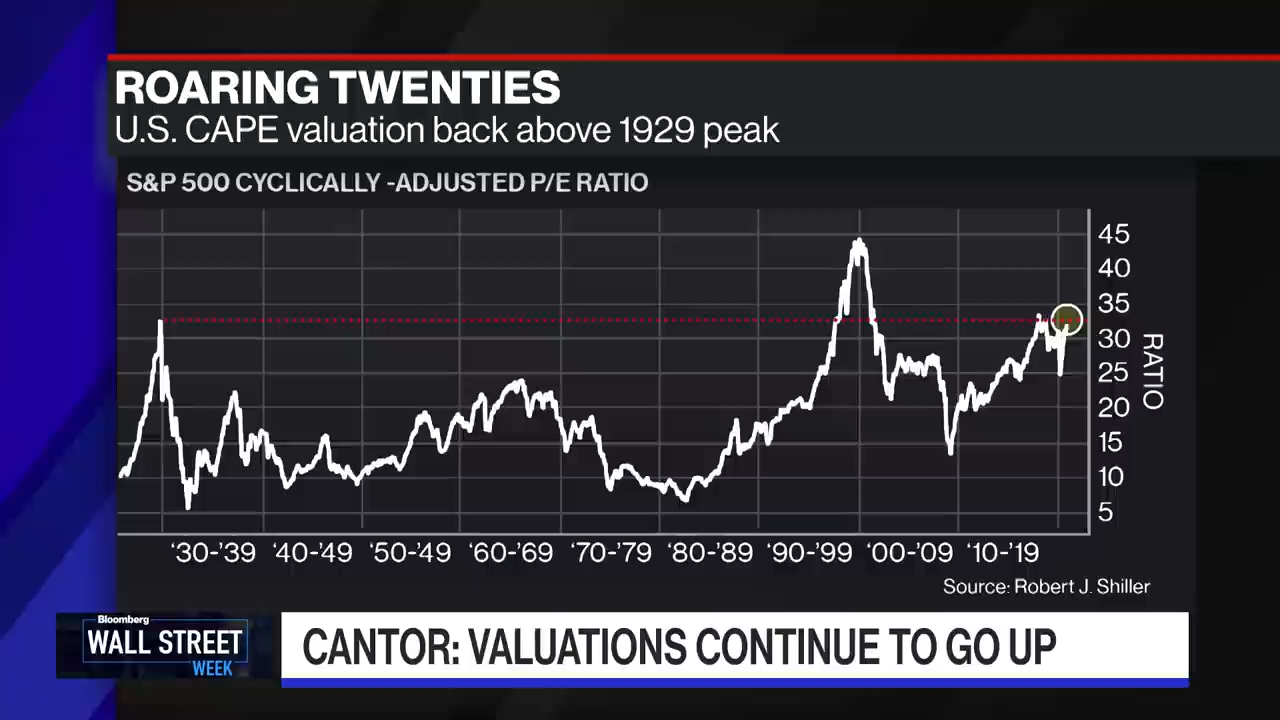 ROARING TWENTIES
U.S. CAPE valuation back above 1929 peak
S&P 500 CYCLICALLY -ADJUSTED P/E RATIO
45
40
35
30
25
20
15
10
5
RATIO
‘30-’39 ‘40-’49 ‘50-’49 ‘60-’69 ‘70-’79 ‘80-’89 ‘90-’99 ‘00-’09 ‘10-’19
Source: Robert J. Shiller
Bloomberg
WALL STREET
WEEK
CANTOR: VALUATIONS CONTINUE TO GO UP